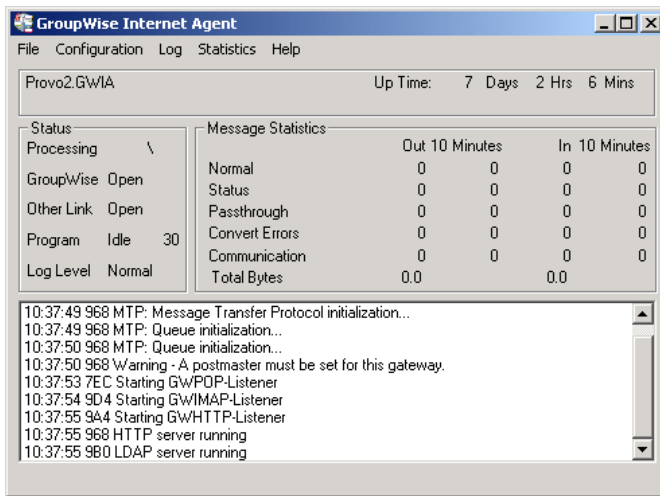 GroupWise Internet Agent
File Configuration Log Statistics Help
Provo2.GWIA Up Time: 7 Days 2 Hrs 6 Mins
Status
Processing \
GroupWise Open
Other Link Open
Program Idle 30
Log Level Normal
Message Statistics
Out 10 Minutes In 10 Minutes
Normal 0 0 0 0
Status 0 0 0 0
Passthrough 0 0 0 0
Convert Errors 0 0 0 0
Communication 0 0 0 0
Total Bytes 0.0 0.0
10:37:49 968 MTP: Message Transfer Protocol initialization...
10:37:49 968 MTP: Queue initialization...
10:37:50 968 MTP: Queue initialization...
10:37:50 968 Warning - A postmaster must be set for this gateway.
10:37:53 7EC Starting GWPOP-Listener
10:37:54 9D4 Starting GWIMAP-Listener
10:37:55 9A4 Starting GWHTTP-Listener
10:37:55 968 HTTP server running
10:37:55 9B0 LDAP server running